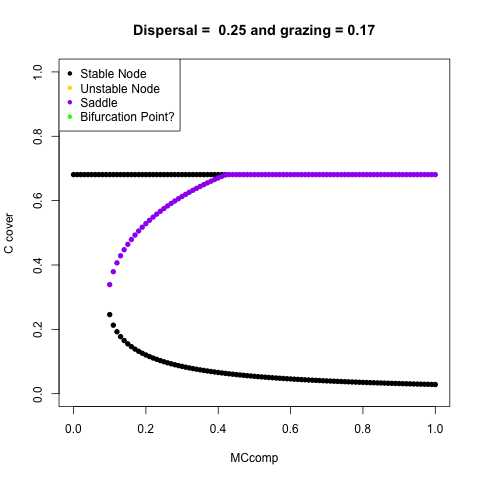 Dispersal =  0.25 and grazing = 0.17
Stable Node
Unstable Node
Saddle
Bifurcation Point?
C cover
1.0
0.8
0.6
0.4
0.2
0.0
0.0 0.2 0.4 0.6 0.8 1.0
MCcomp